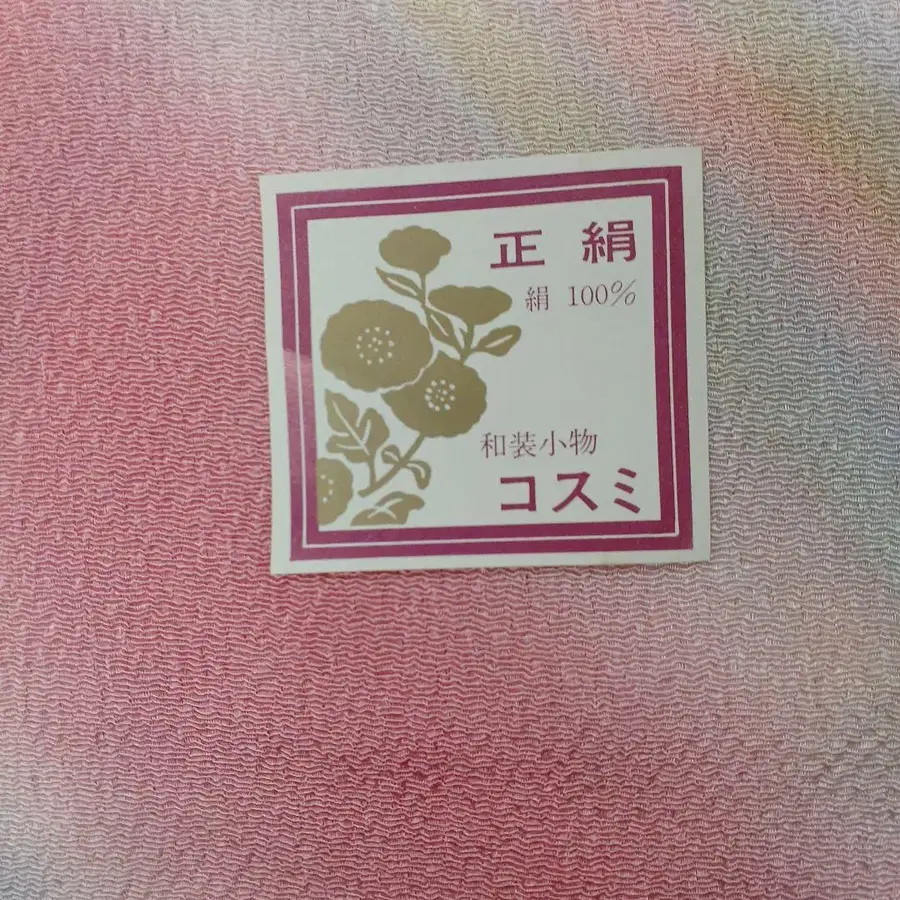 正絹
絹 100%
和装小物
コスミ